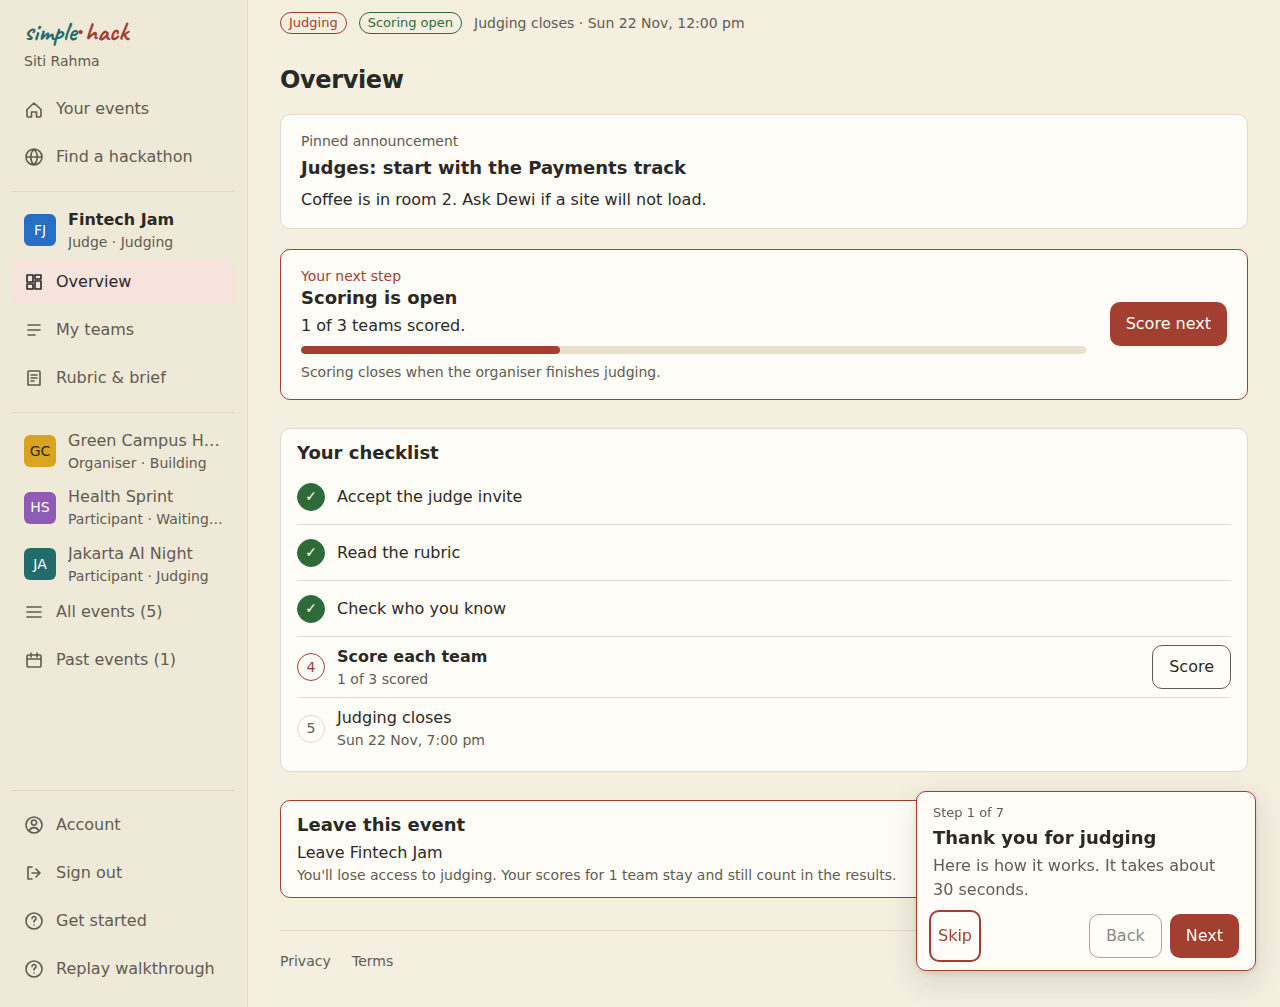 simple·hack
Siti Rahma
Your events
Find a hackathon
FJ
Fintech Jam
Judge · Judging
Overview
My teams
Rubric & brief
GC
Green Campus H…
Organiser · Building
HS
Health Sprint
Participant · Waiting…
JA
Jakarta AI Night
Participant · Judging
All events (5)
Past events (1)
Account
Sign out
Get started
Replay walkthrough
Judging
Scoring open
Judging closes · Sun 22 Nov, 12:00 pm
Overview
Pinned announcement
Judges: start with the Payments track
Coffee is in room 2. Ask Dewi if a site will not load.
Your next step
Scoring is open
1 of 3 teams scored.
Scoring closes when the organiser finishes judging.
Score next
Your checklist
✓ Accept the judge invite
✓ Read the rubric
✓ Check who you know
4 Score each team
1 of 3 scored
Score
5 Judging closes
Sun 22 Nov, 7:00 pm
Leave this event
Leave Fintech Jam
You'll lose access to judging. Your scores for 1 team stay and still count in the results.
Privacy Terms
Step 1 of 7
Thank you for judging
Here is how it works. It takes about
30 seconds.
Skip Back Next